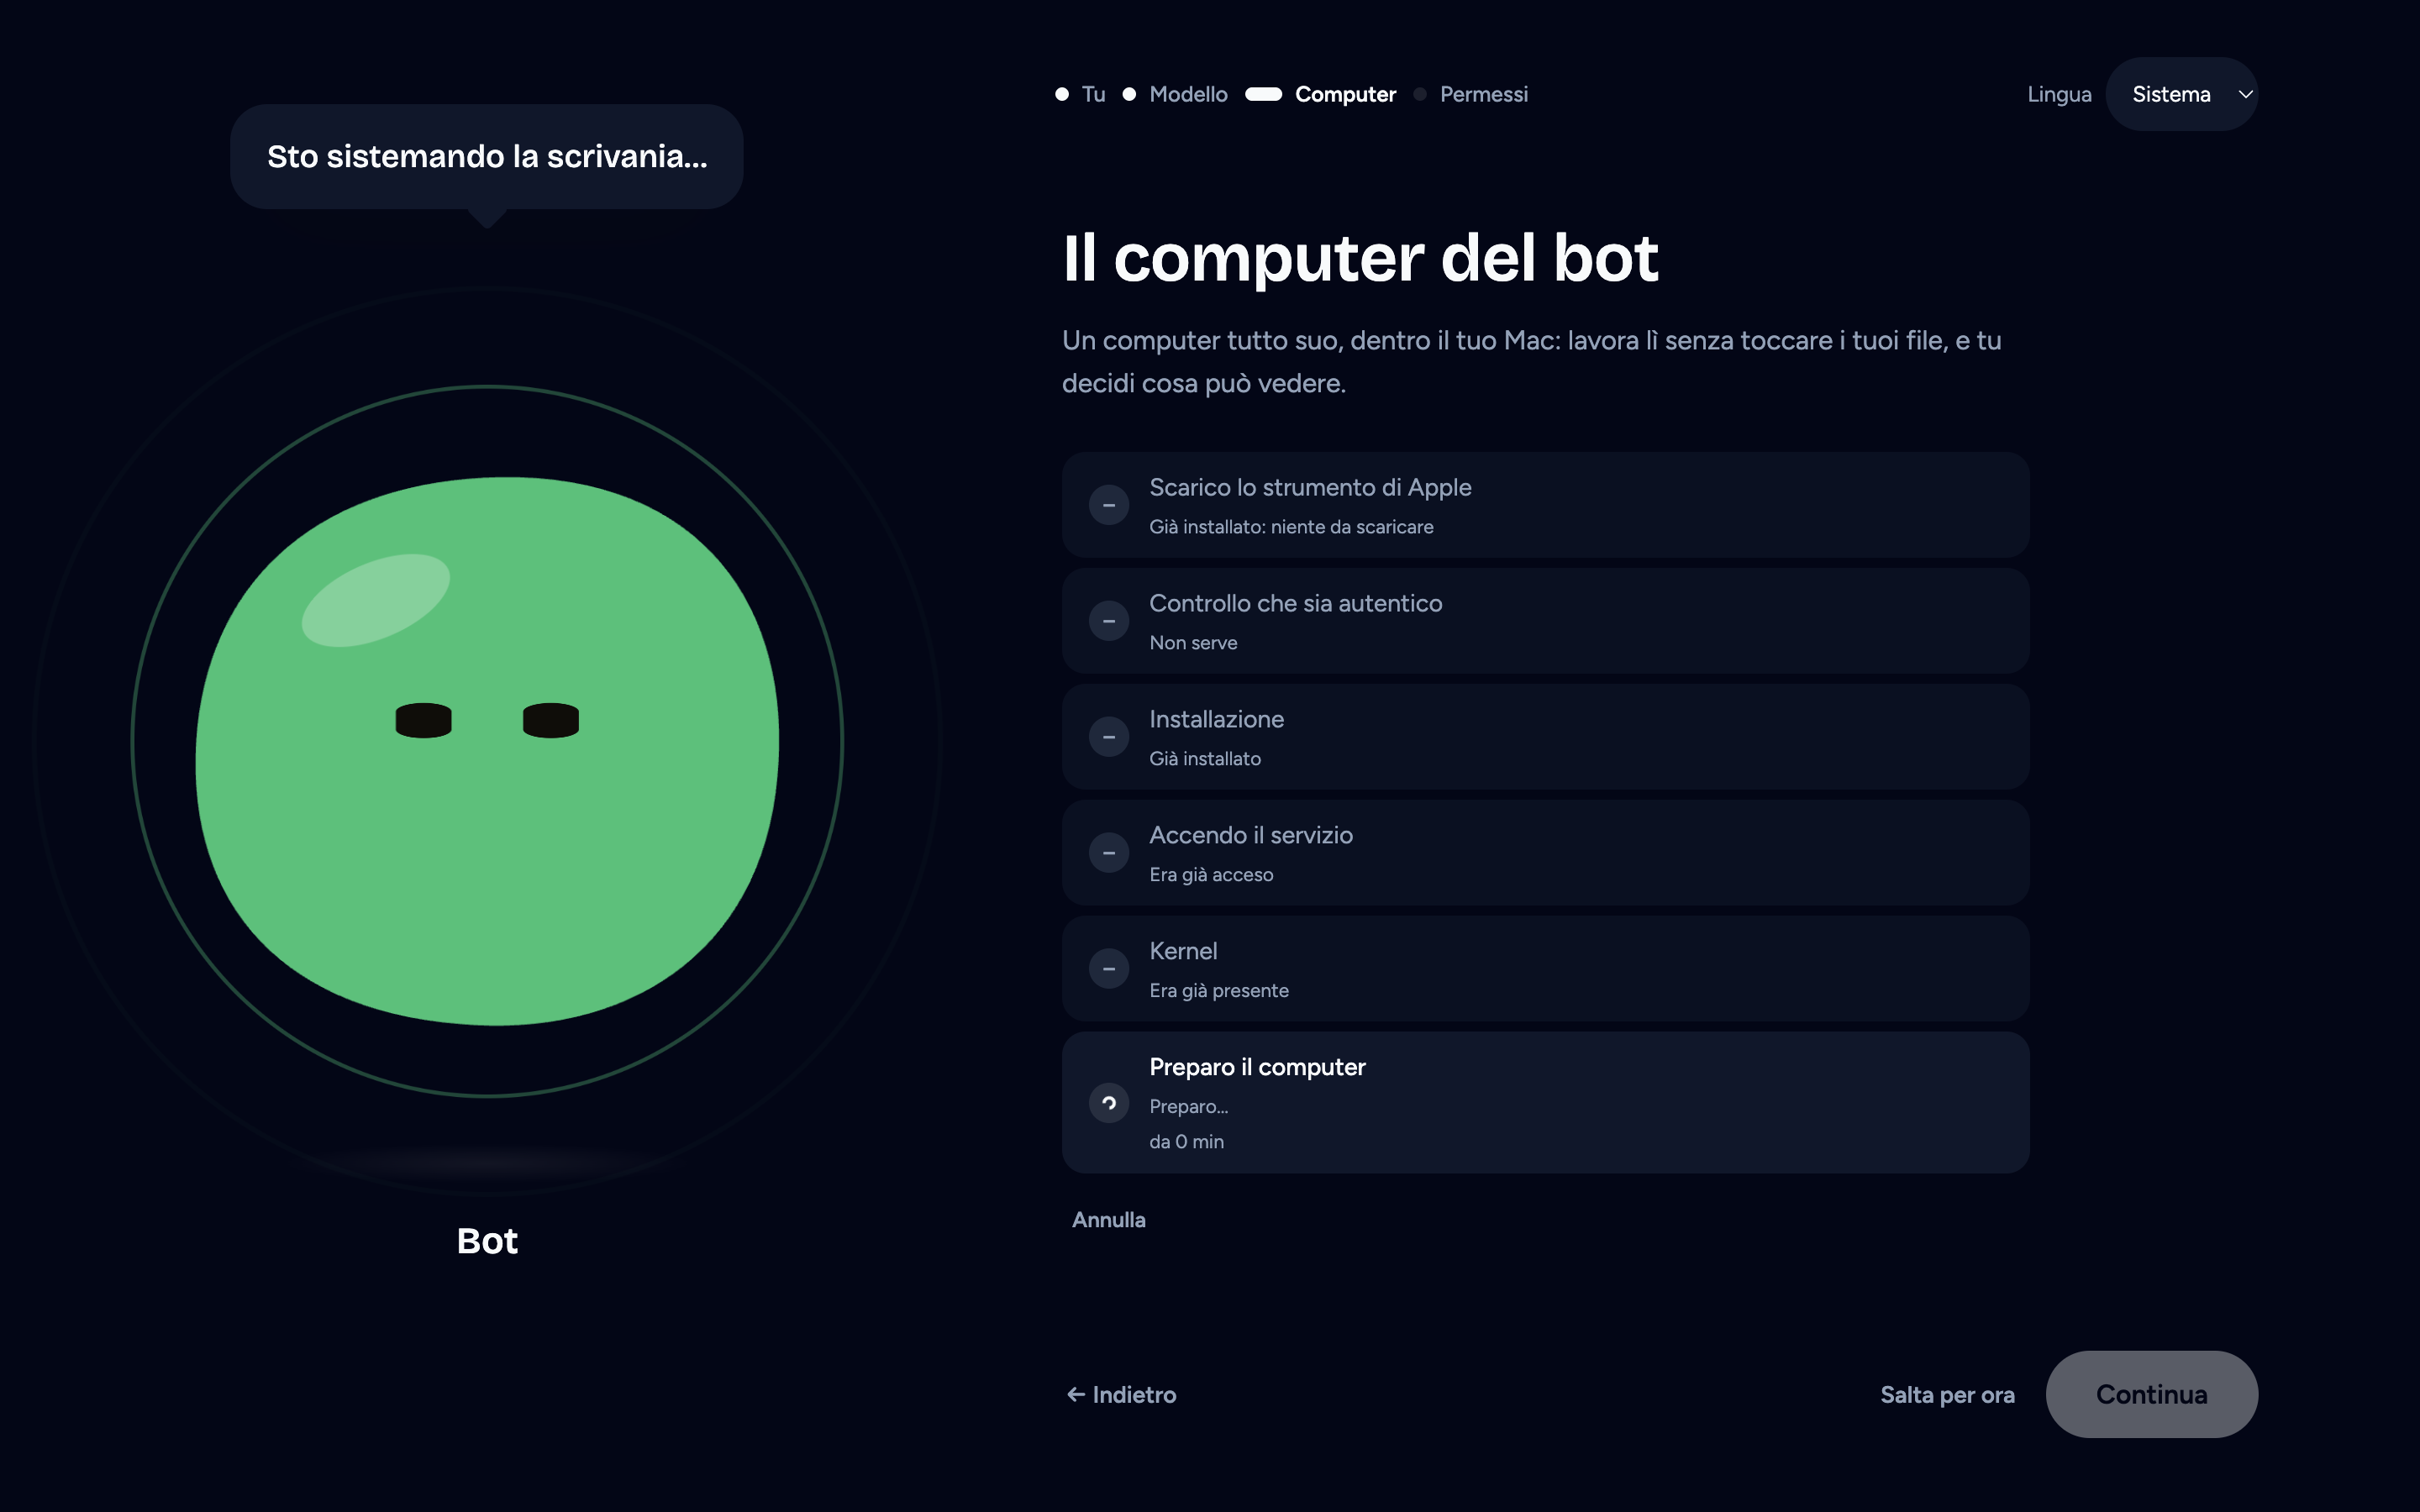 Sto sistemando la scrivania...
Tu
Modello
Computer
Permessi
Lingua
Sistema
Il computer del bot
Un computer tutto suo, dentro il tuo Mac: lavora lì senza toccare i tuoi file, e tu
decidi cosa può vedere.
Scarico lo strumento di Apple
Già installato: niente da scaricare
Controllo che sia autentico
Non serve
Installazione
Già installato
Accendo il servizio
Era già acceso
Kernel
Era già presente
Preparo il computer
Preparo...
da 0 min
Annulla
Bot
Indietro
Salta per ora
Continua